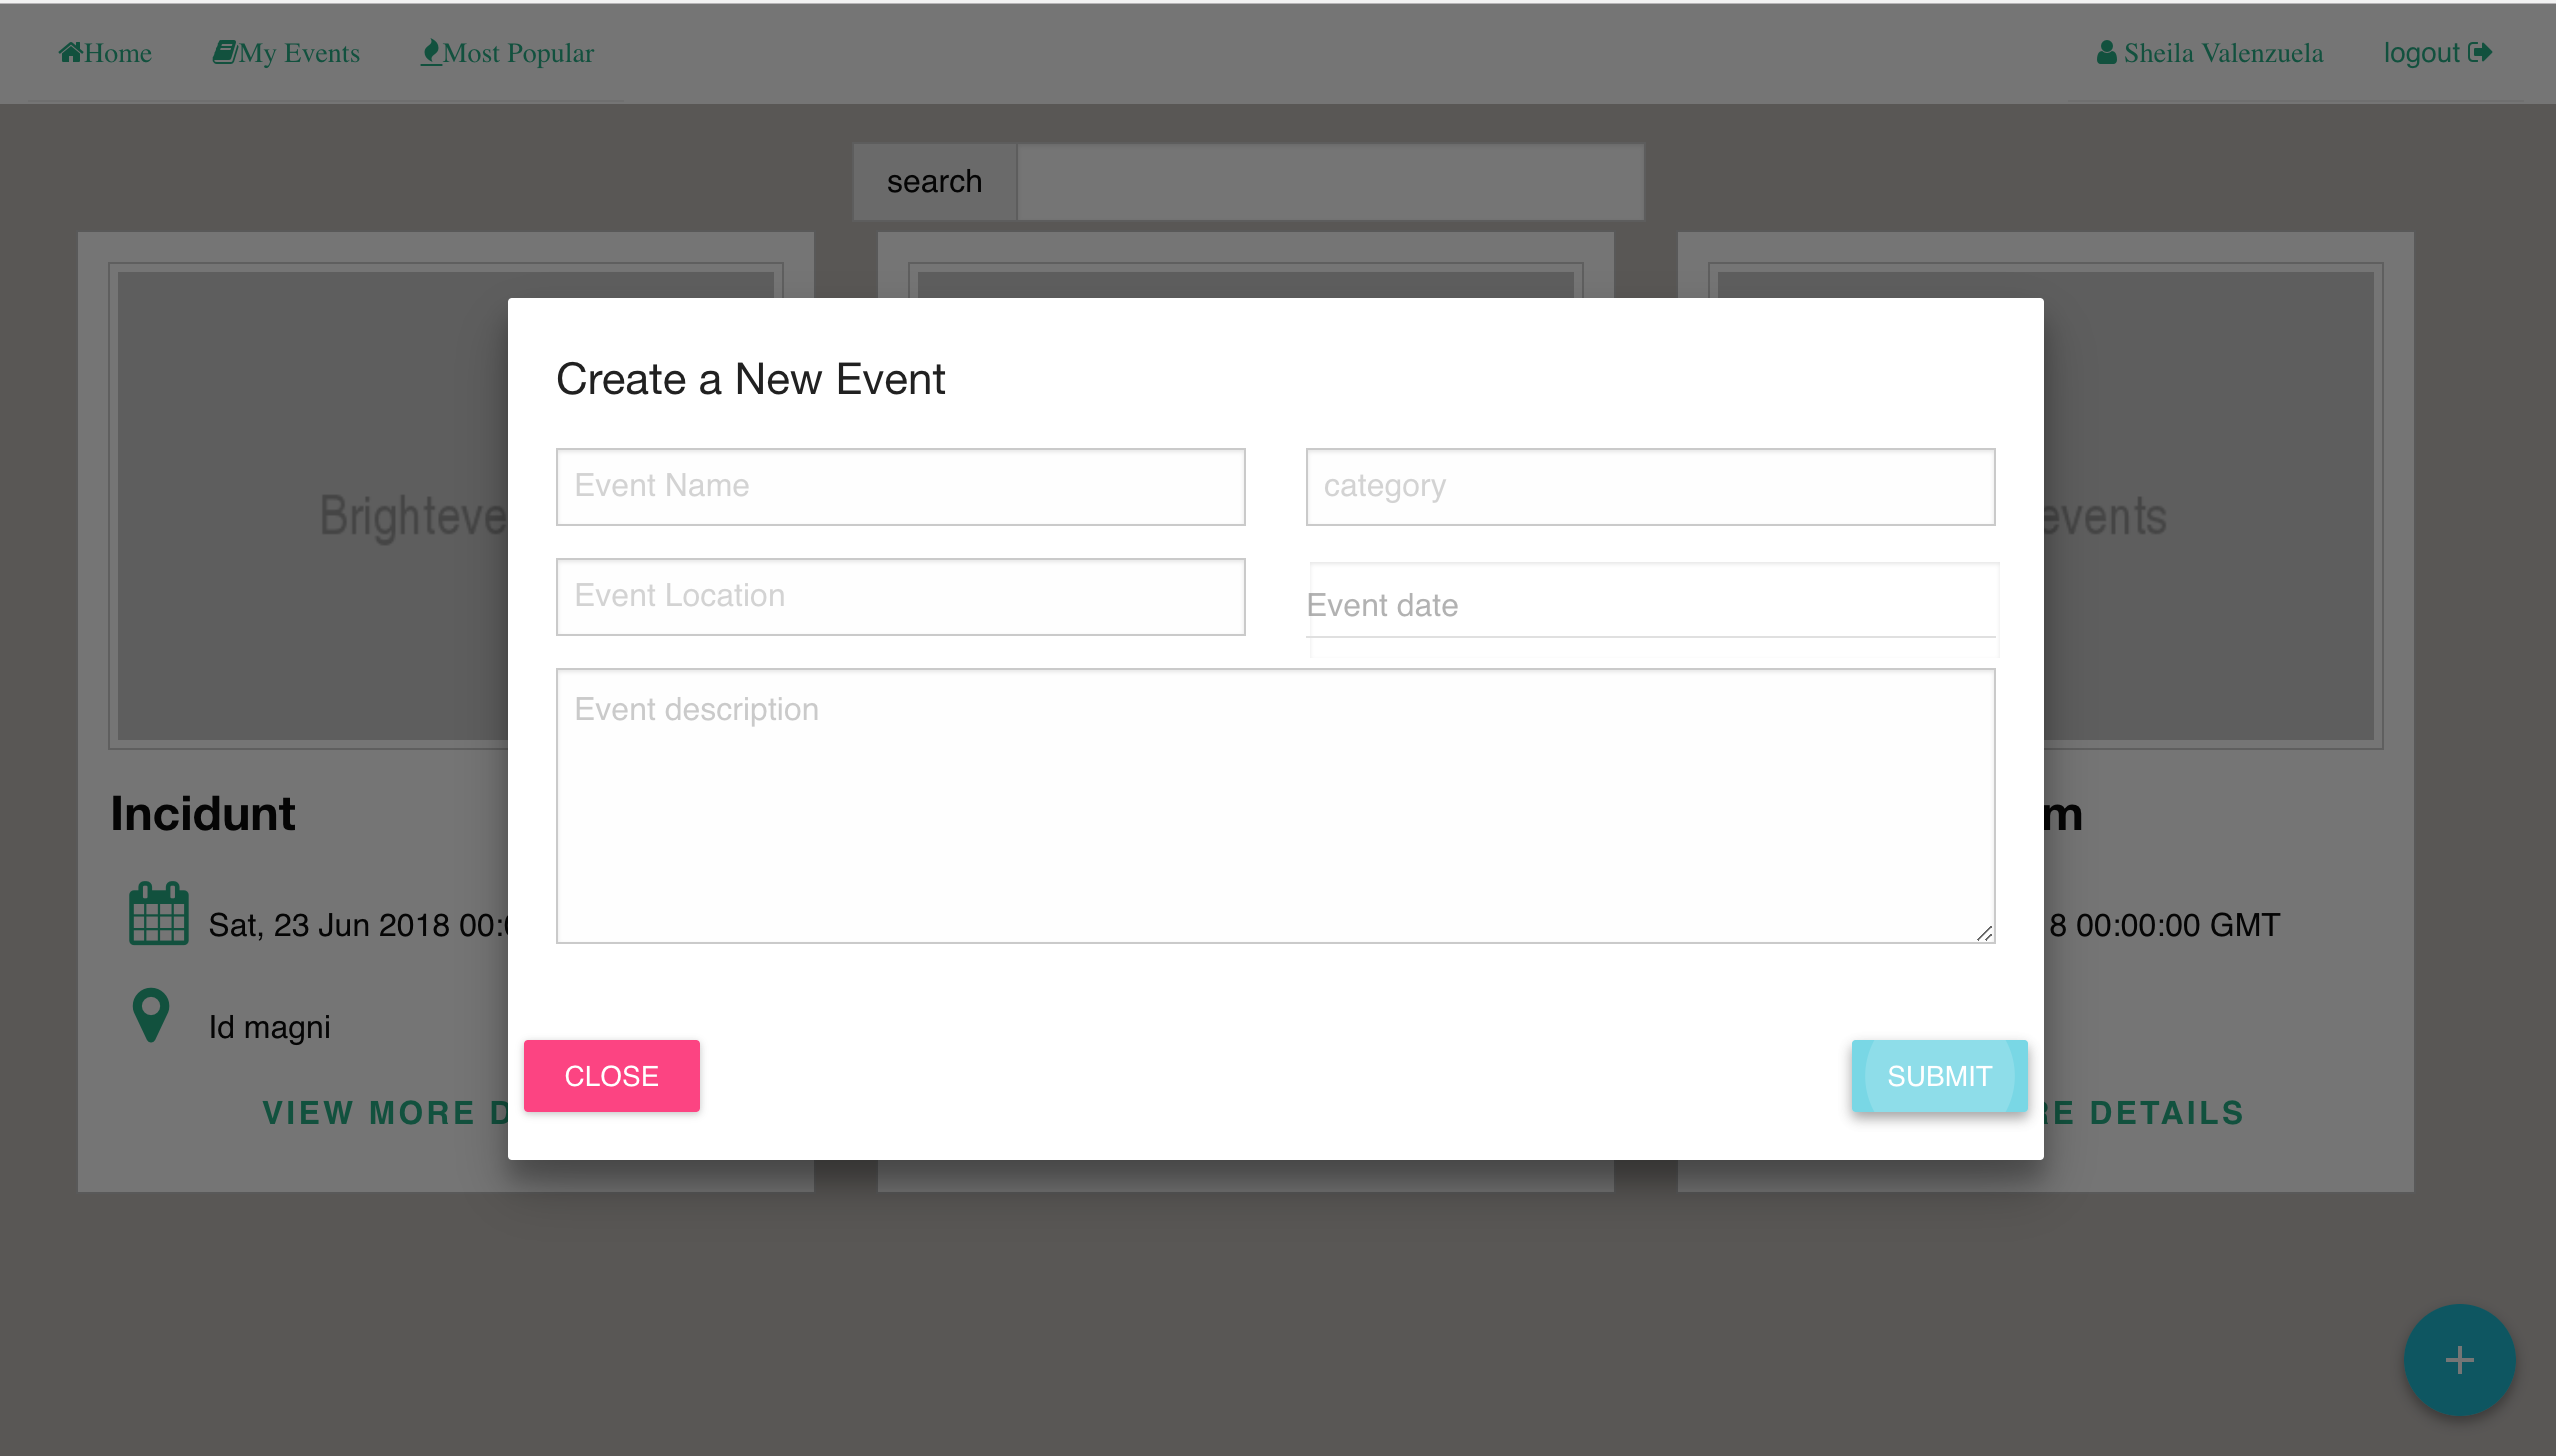 Home My Events Most Popular Sheila Valenzuela logout
search
Create a New Event
Event Name category
Event Location Event date
Event description
Brighteve events
Incidunt m
Sat, 23 Jun 2018 00: 8 00:00:00 GMT
Id magni
CLOSE SUBMIT
VIEW MORE D RE DETAILS
+